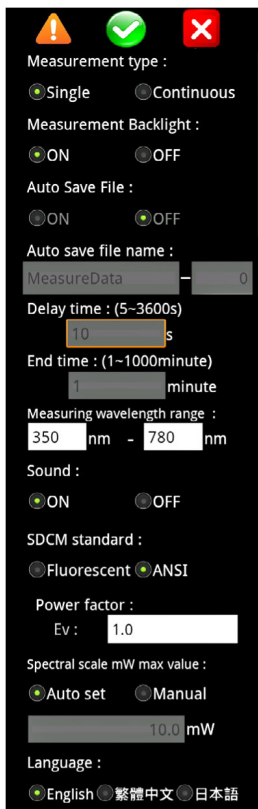 Measurement type :
Single Continuous
Measurement Backlight :
ON OFF
Auto Save File :
ON OFF
Auto save file name :
MeasureData – 0
Delay time : (5~3600s)
10 s
End time : (1~1000minute)
1 minute
Measuring wavelength range :
350 nm - 780 nm
Sound :
ON OFF
SDCM standard :
Fluorescent ANSI
Power factor :
Ev : 1.0
Spectral scale mW max value :
Auto set Manual
10.0 mW
Language :
English 繁體中文 日本語